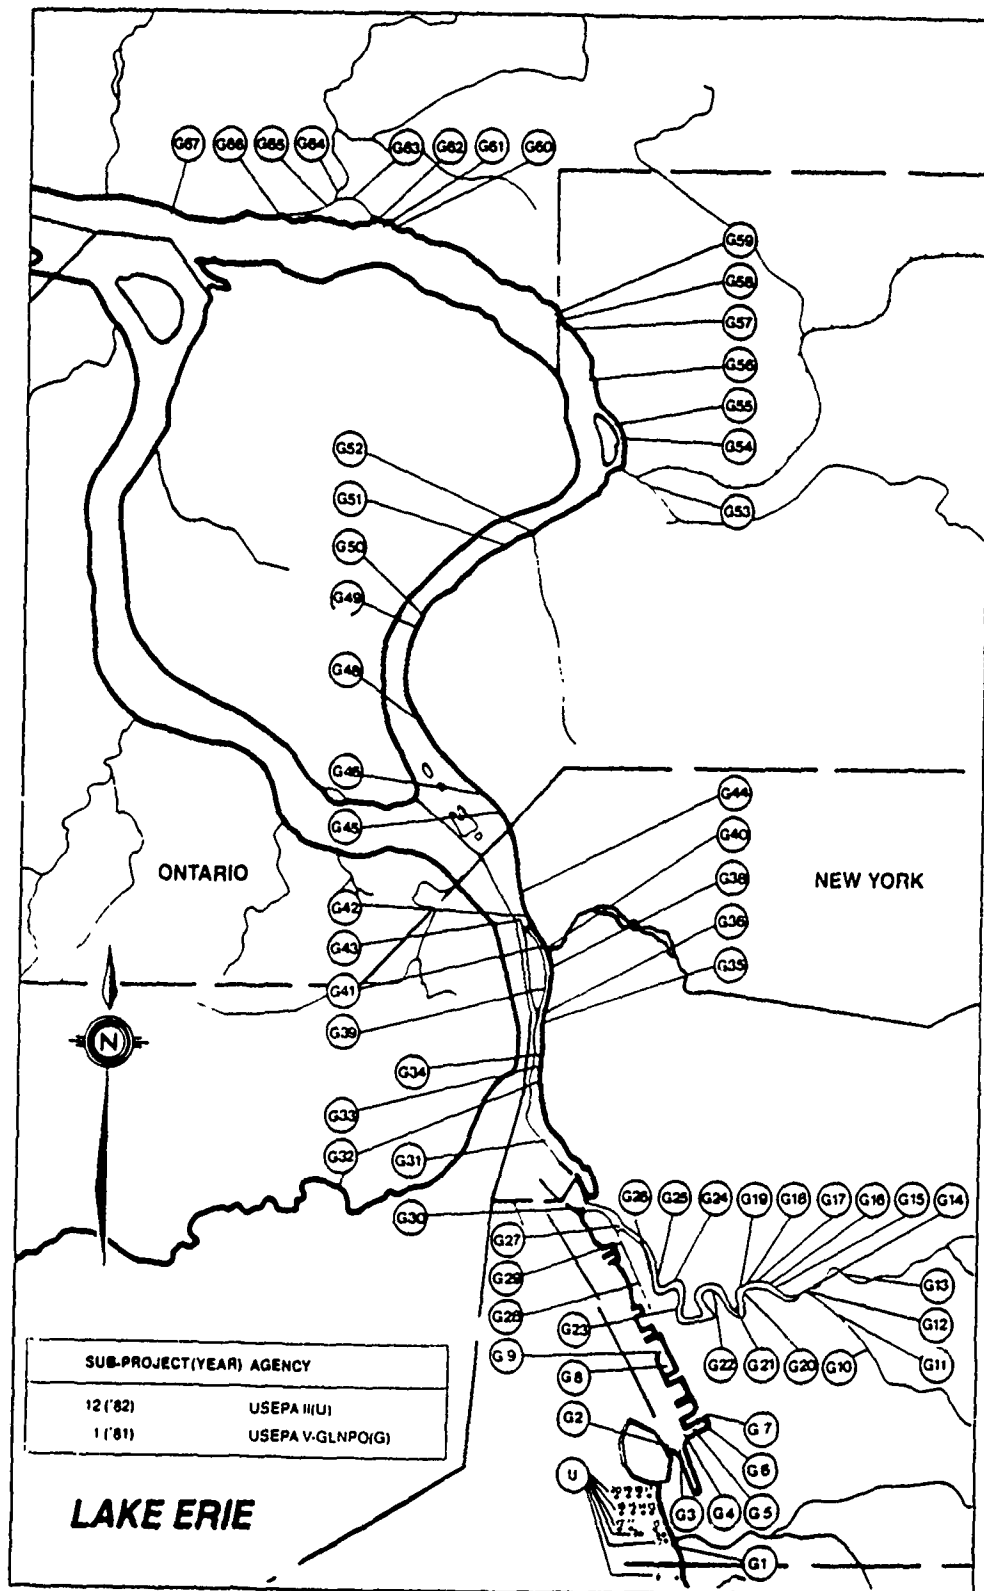 G67 G66 G65 G64 G63 G62 G61 G60
G59
G58
G57
G56
G55
G54
G53
G52
G51
G50
G49
G48
G46
G45
G44
G40
G38
G36
G35
ONTARIO
NEW YORK
G42
G43
G41
G39
G34
G33
G32
G31
G30
N
G26 G25 G24 G19 G18 G17 G16 G15 G14
G27
G29
G28
G23
G9
G8
G22 G21 G20 G10 G11
G13
G12
G2
G7
G6
U
G3 G4 G5
G1
SUB-PROJECT(YEAR) AGENCY
12 ('82) USEPA II(U)
1 ('81) USEPA V-GLNPO(G)
LAKE ERIE